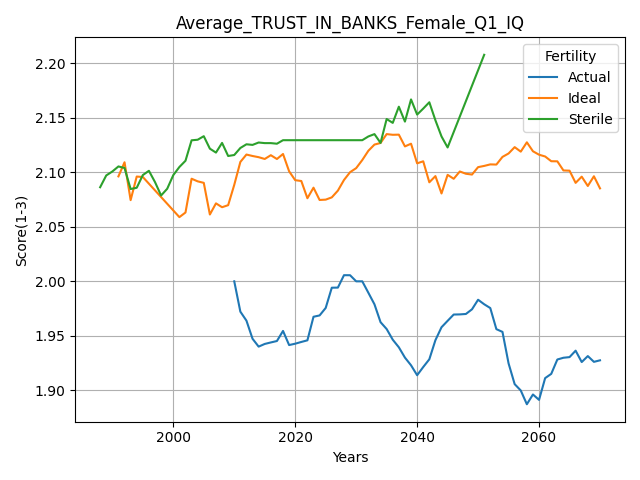 Average_TRUST_IN_BANKS_Female_Q1_IQ
Fertility
Actual
Ideal
Sterile
Score(1-3)
2.20
2.15
2.10
2.05
2.00
1.95
1.90
2000 2020 2040 2060
Years